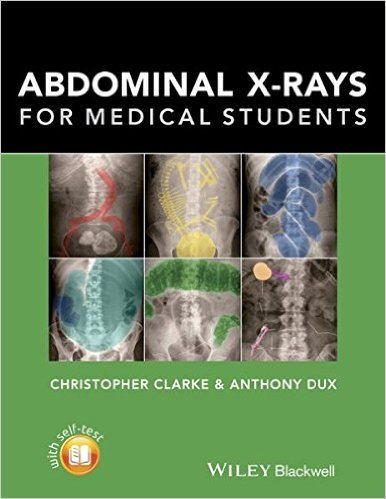 ABDOMINAL X-RAYS
FOR MEDICAL STUDENTS
CHRISTOPHER CLARKE & ANTHONY DUX
with self-test
WILEY Blackwell